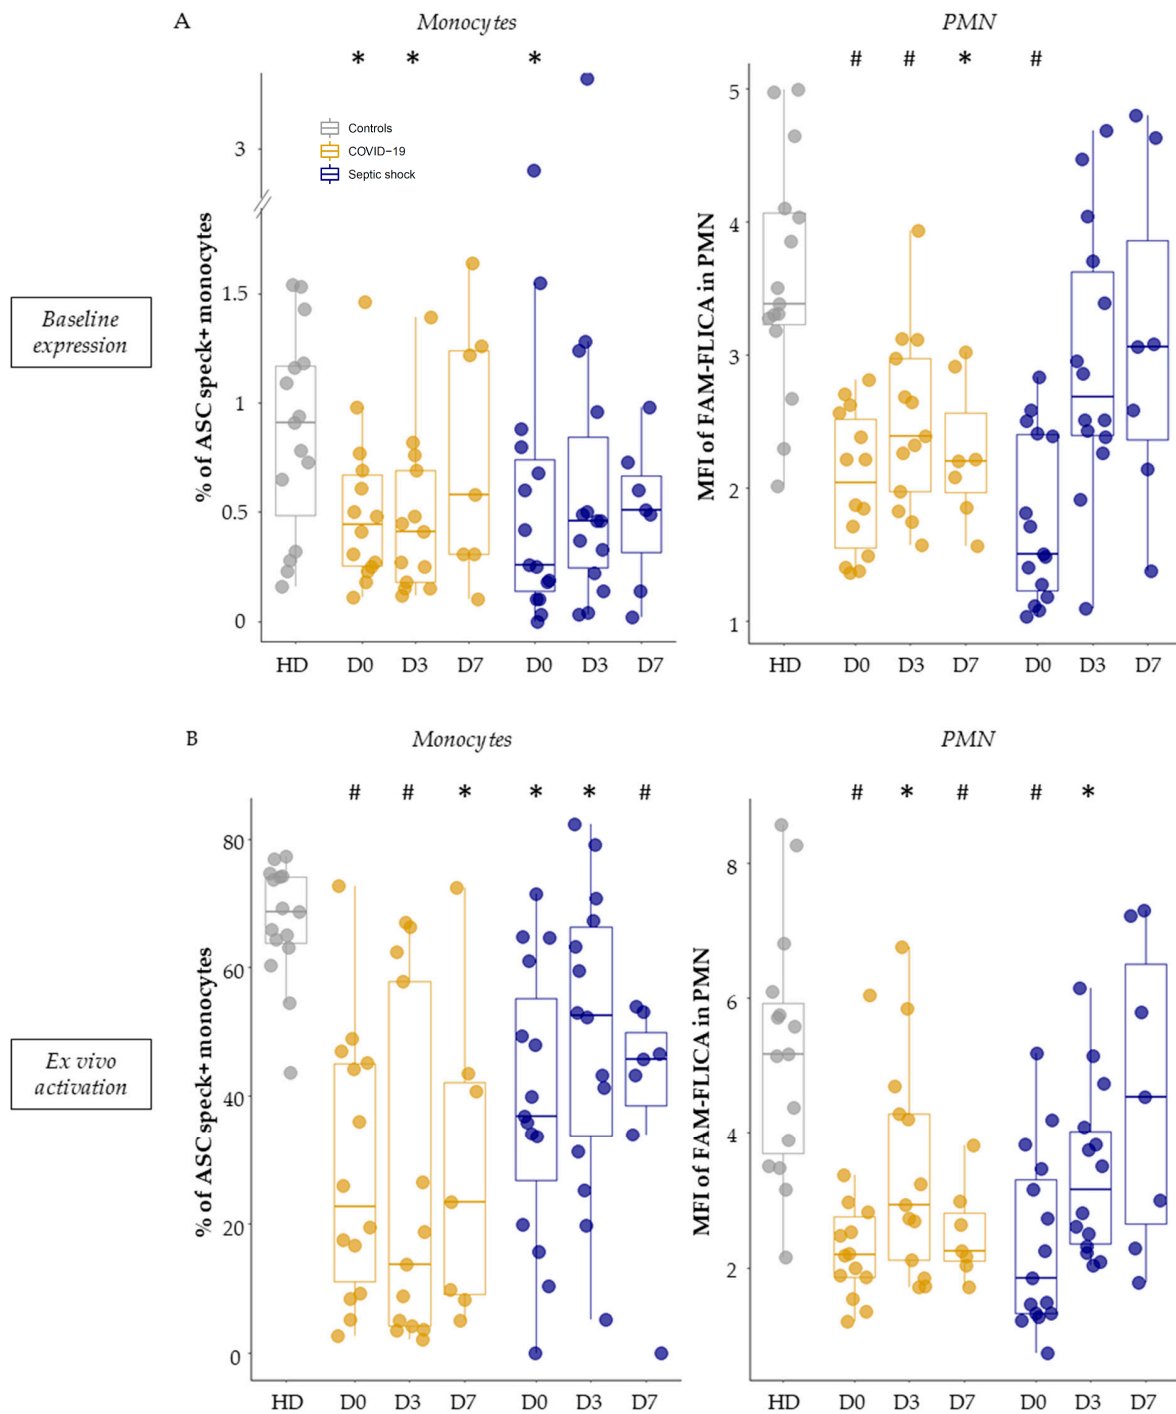 A
Monocytes
PMN
* * *
# # * #
Controls
COVID−19
Septic shock
Baseline
expression
% of ASC speck+ monocytes
3
1.5
1
0.5
0
HD D0 D3 D7 D0 D3 D7
MFI of FAM-FLICA in PMN
5
4
3
2
1
HD D0 D3 D7 D0 D3 D7
B
Monocytes
PMN
# # * * * #
# * # # *
Ex vivo
activation
% of ASC speck+ monocytes
80
60
40
20
0
HD D0 D3 D7 D0 D3 D7
MFI of FAM-FLICA in PMN
8
6
4
2
HD D0 D3 D7 D0 D3 D7